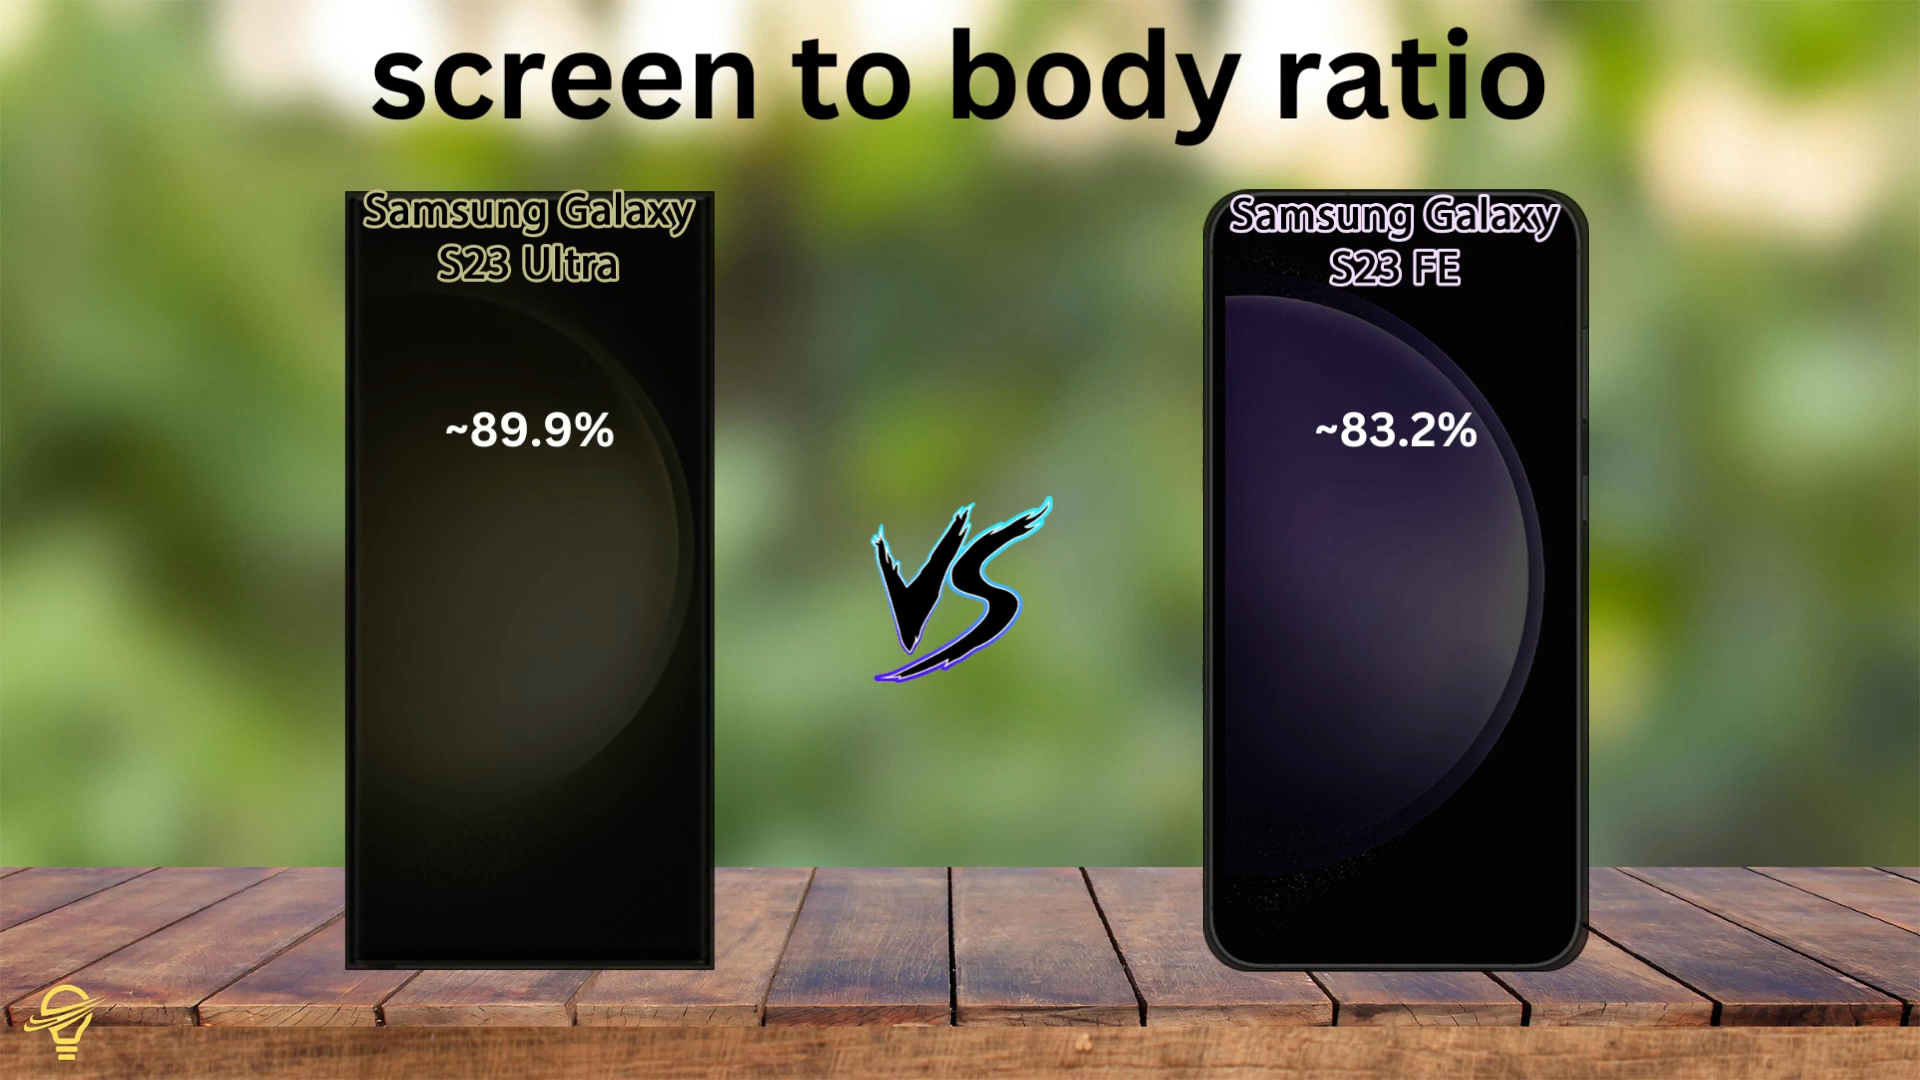 screen to body ratio
Samsung Galaxy
S23 Ultra
~89.9%
VS
Samsung Galaxy
S23 FE
~83.2%